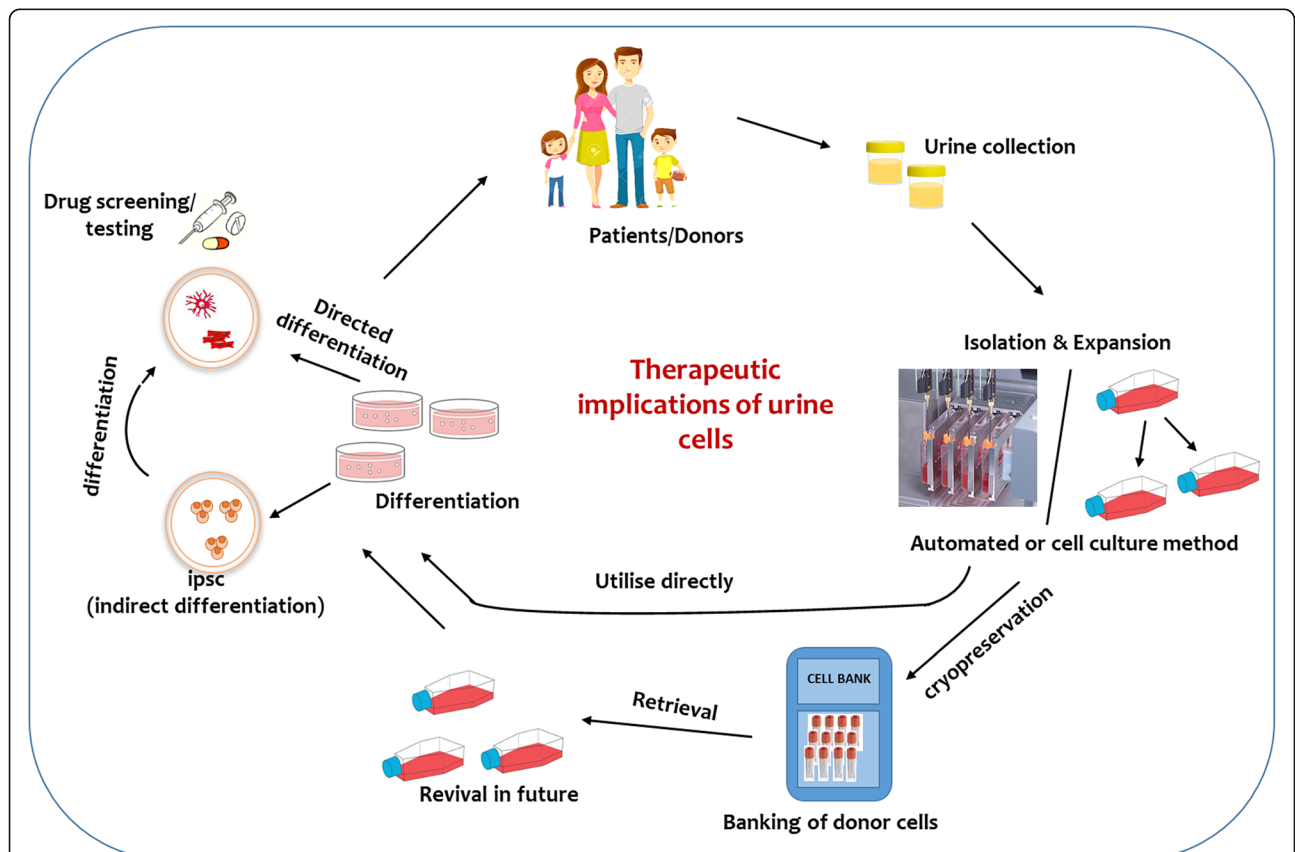 Patients/Donors
Urine collection
Isolation & Expansion
Automated or cell culture method
Utilise directly
cryopreservation
CELL BANK
Banking of donor cells
Retrieval
Revival in future
Differentiation
Directed
differentiation
ipsc
(indirect differentiation)
differentiation
Drug screening/
testing
Therapeutic
implications of urine
cells